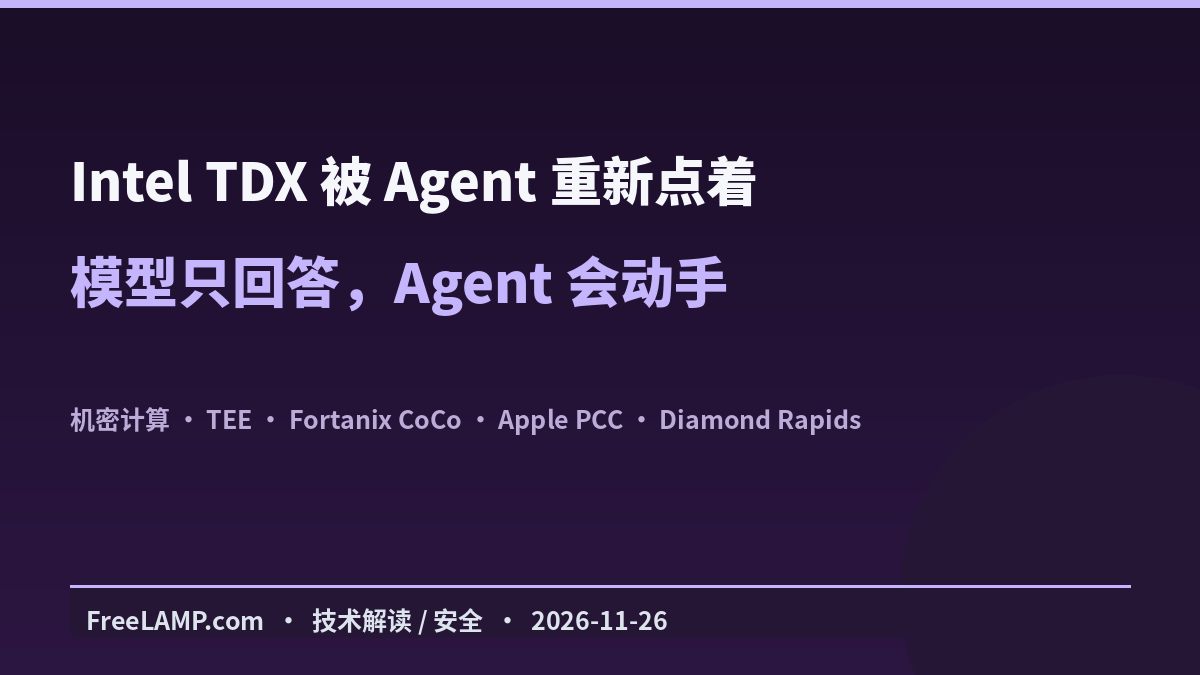 Intel TDX 被 Agent 重新点着
模型只回答，Agent 会动手
机密计算 · TEE · Fortanix CoCo · Apple PCC · Diamond Rapids
FreeLAMP.com · 技术解读 / 安全 · 2026-11-26